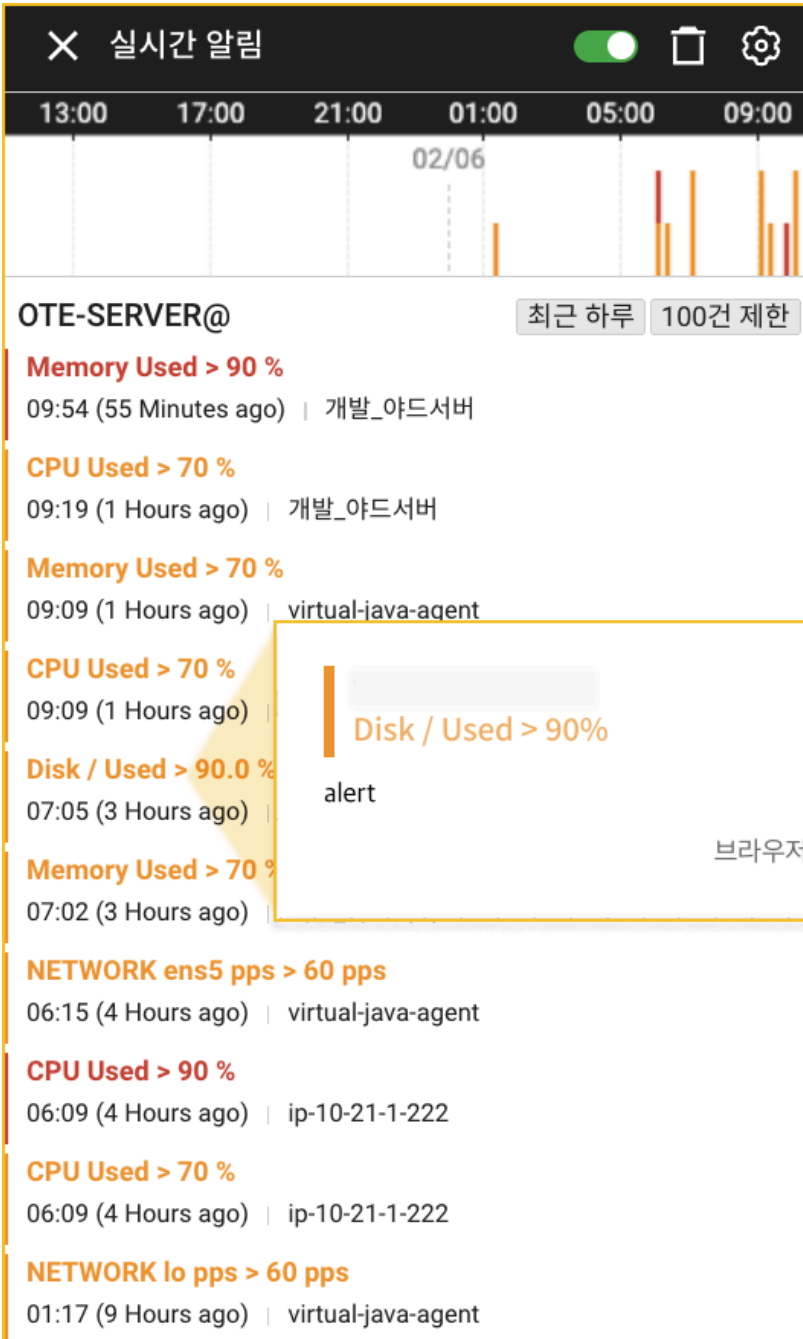 실시간 알림
13:00 17:00 21:00 01:00 05:00 09:00
02/06
OTE-SERVER@ 최근 하루 100건 제한
Memory Used > 90 %
09:54 (55 Minutes ago) | 개발_야드서버
CPU Used > 70 %
09:19 (1 Hours ago) | 개발_야드서버
Memory Used > 70 %
09:09 (1 Hours ago) | virtual-java-agent
CPU Used > 70 %
09:09 (1 Hours ago) |
Disk / Used > 90.0 %
07:05 (3 Hours ago) |
Memory Used > 70 %
07:02 (3 Hours ago) |
Disk / Used > 90%
alert
브라우저
NETWORK ens5 pps > 60 pps
06:15 (4 Hours ago) | virtual-java-agent
CPU Used > 90 %
06:09 (4 Hours ago) | ip-10-21-1-222
CPU Used > 70 %
06:09 (4 Hours ago) | ip-10-21-1-222
NETWORK lo pps > 60 pps
01:17 (9 Hours ago) | virtual-java-agent